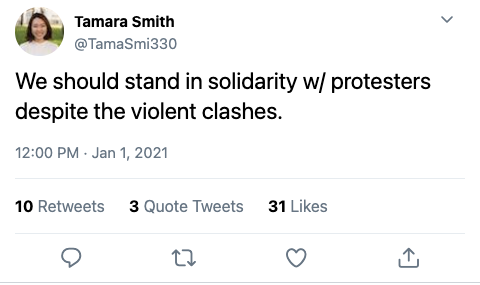 Tamara Smith
@TamaSmi330
We should stand in solidarity w/ protesters
despite the violent clashes.
12:00 PM · Jan 1, 2021
10 Retweets 3 Quote Tweets 31 Likes